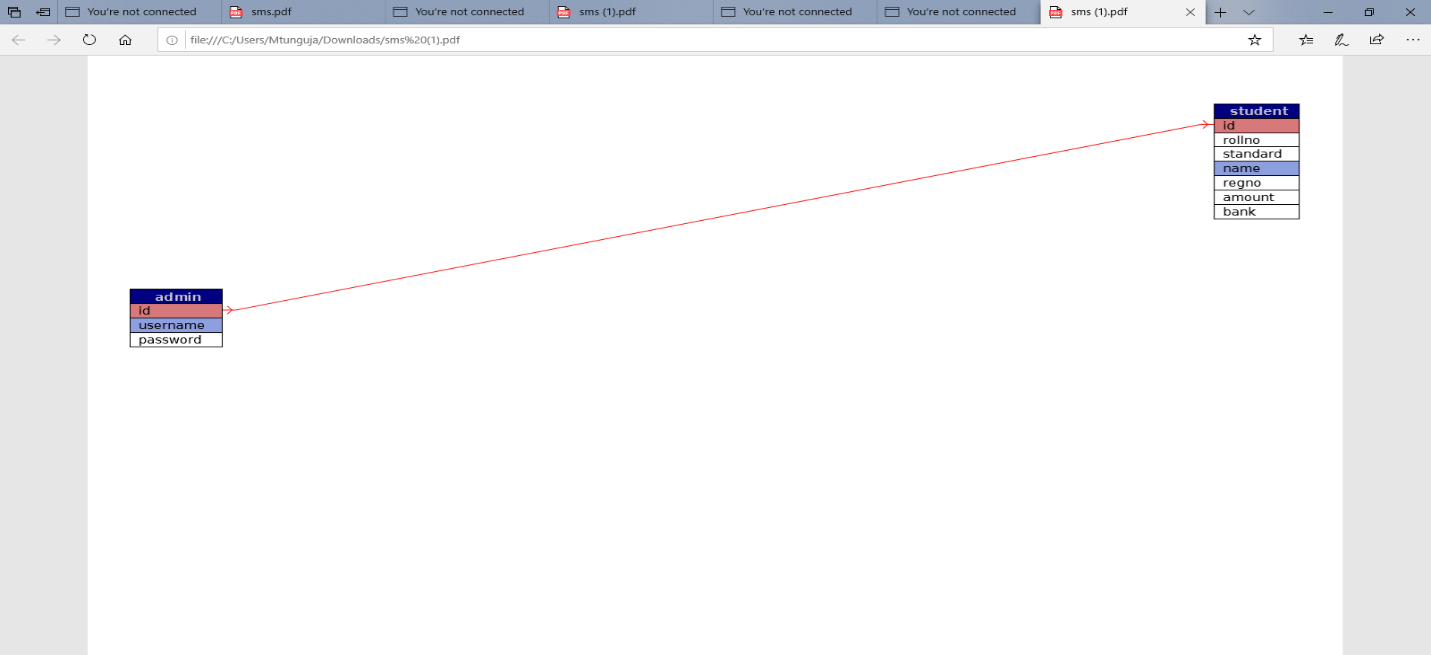 You're not connected
sms.pdf
You're not connected
sms (1).pdf
You're not connected
You're not connected
sms (1).pdf
file:///C:/Users/Mtunguja/Downloads/sms%20(1).pdf
student
id
rollno
standard
name
regno
amount
bank
admin
id
username
password